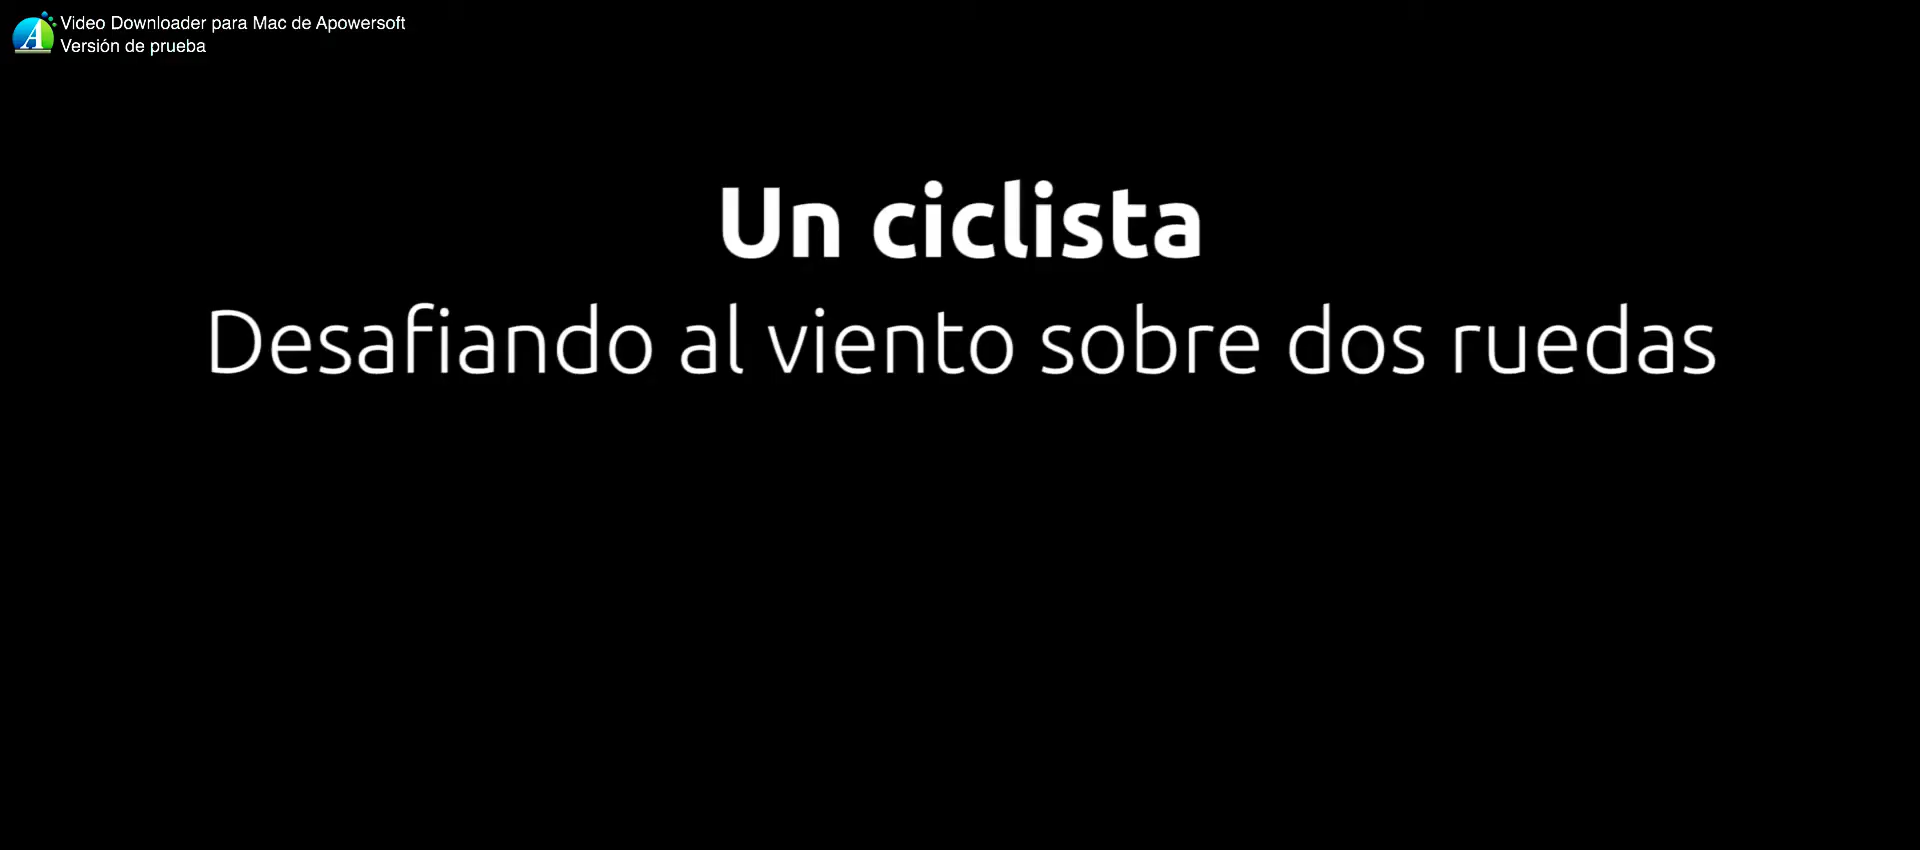 Video Downloader para Mac de Apowersoft
Versión de prueba
Un ciclista
Desafiando al viento sobre dos ruedas